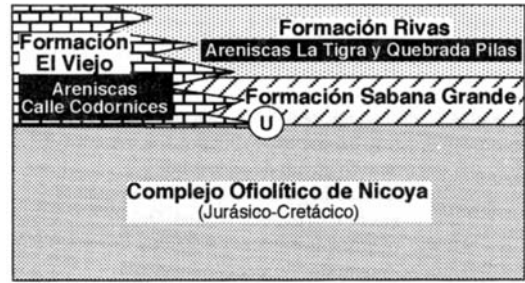 Formación Rivas
Areniscas La Tigra y Quebrada Pilas
Formación
El Viejo
Areniscas
Calle Codornices
Formación Sabana Grande
U
Complejo Ofiolítico de Nicoya
(Jurásico-Cretácico)